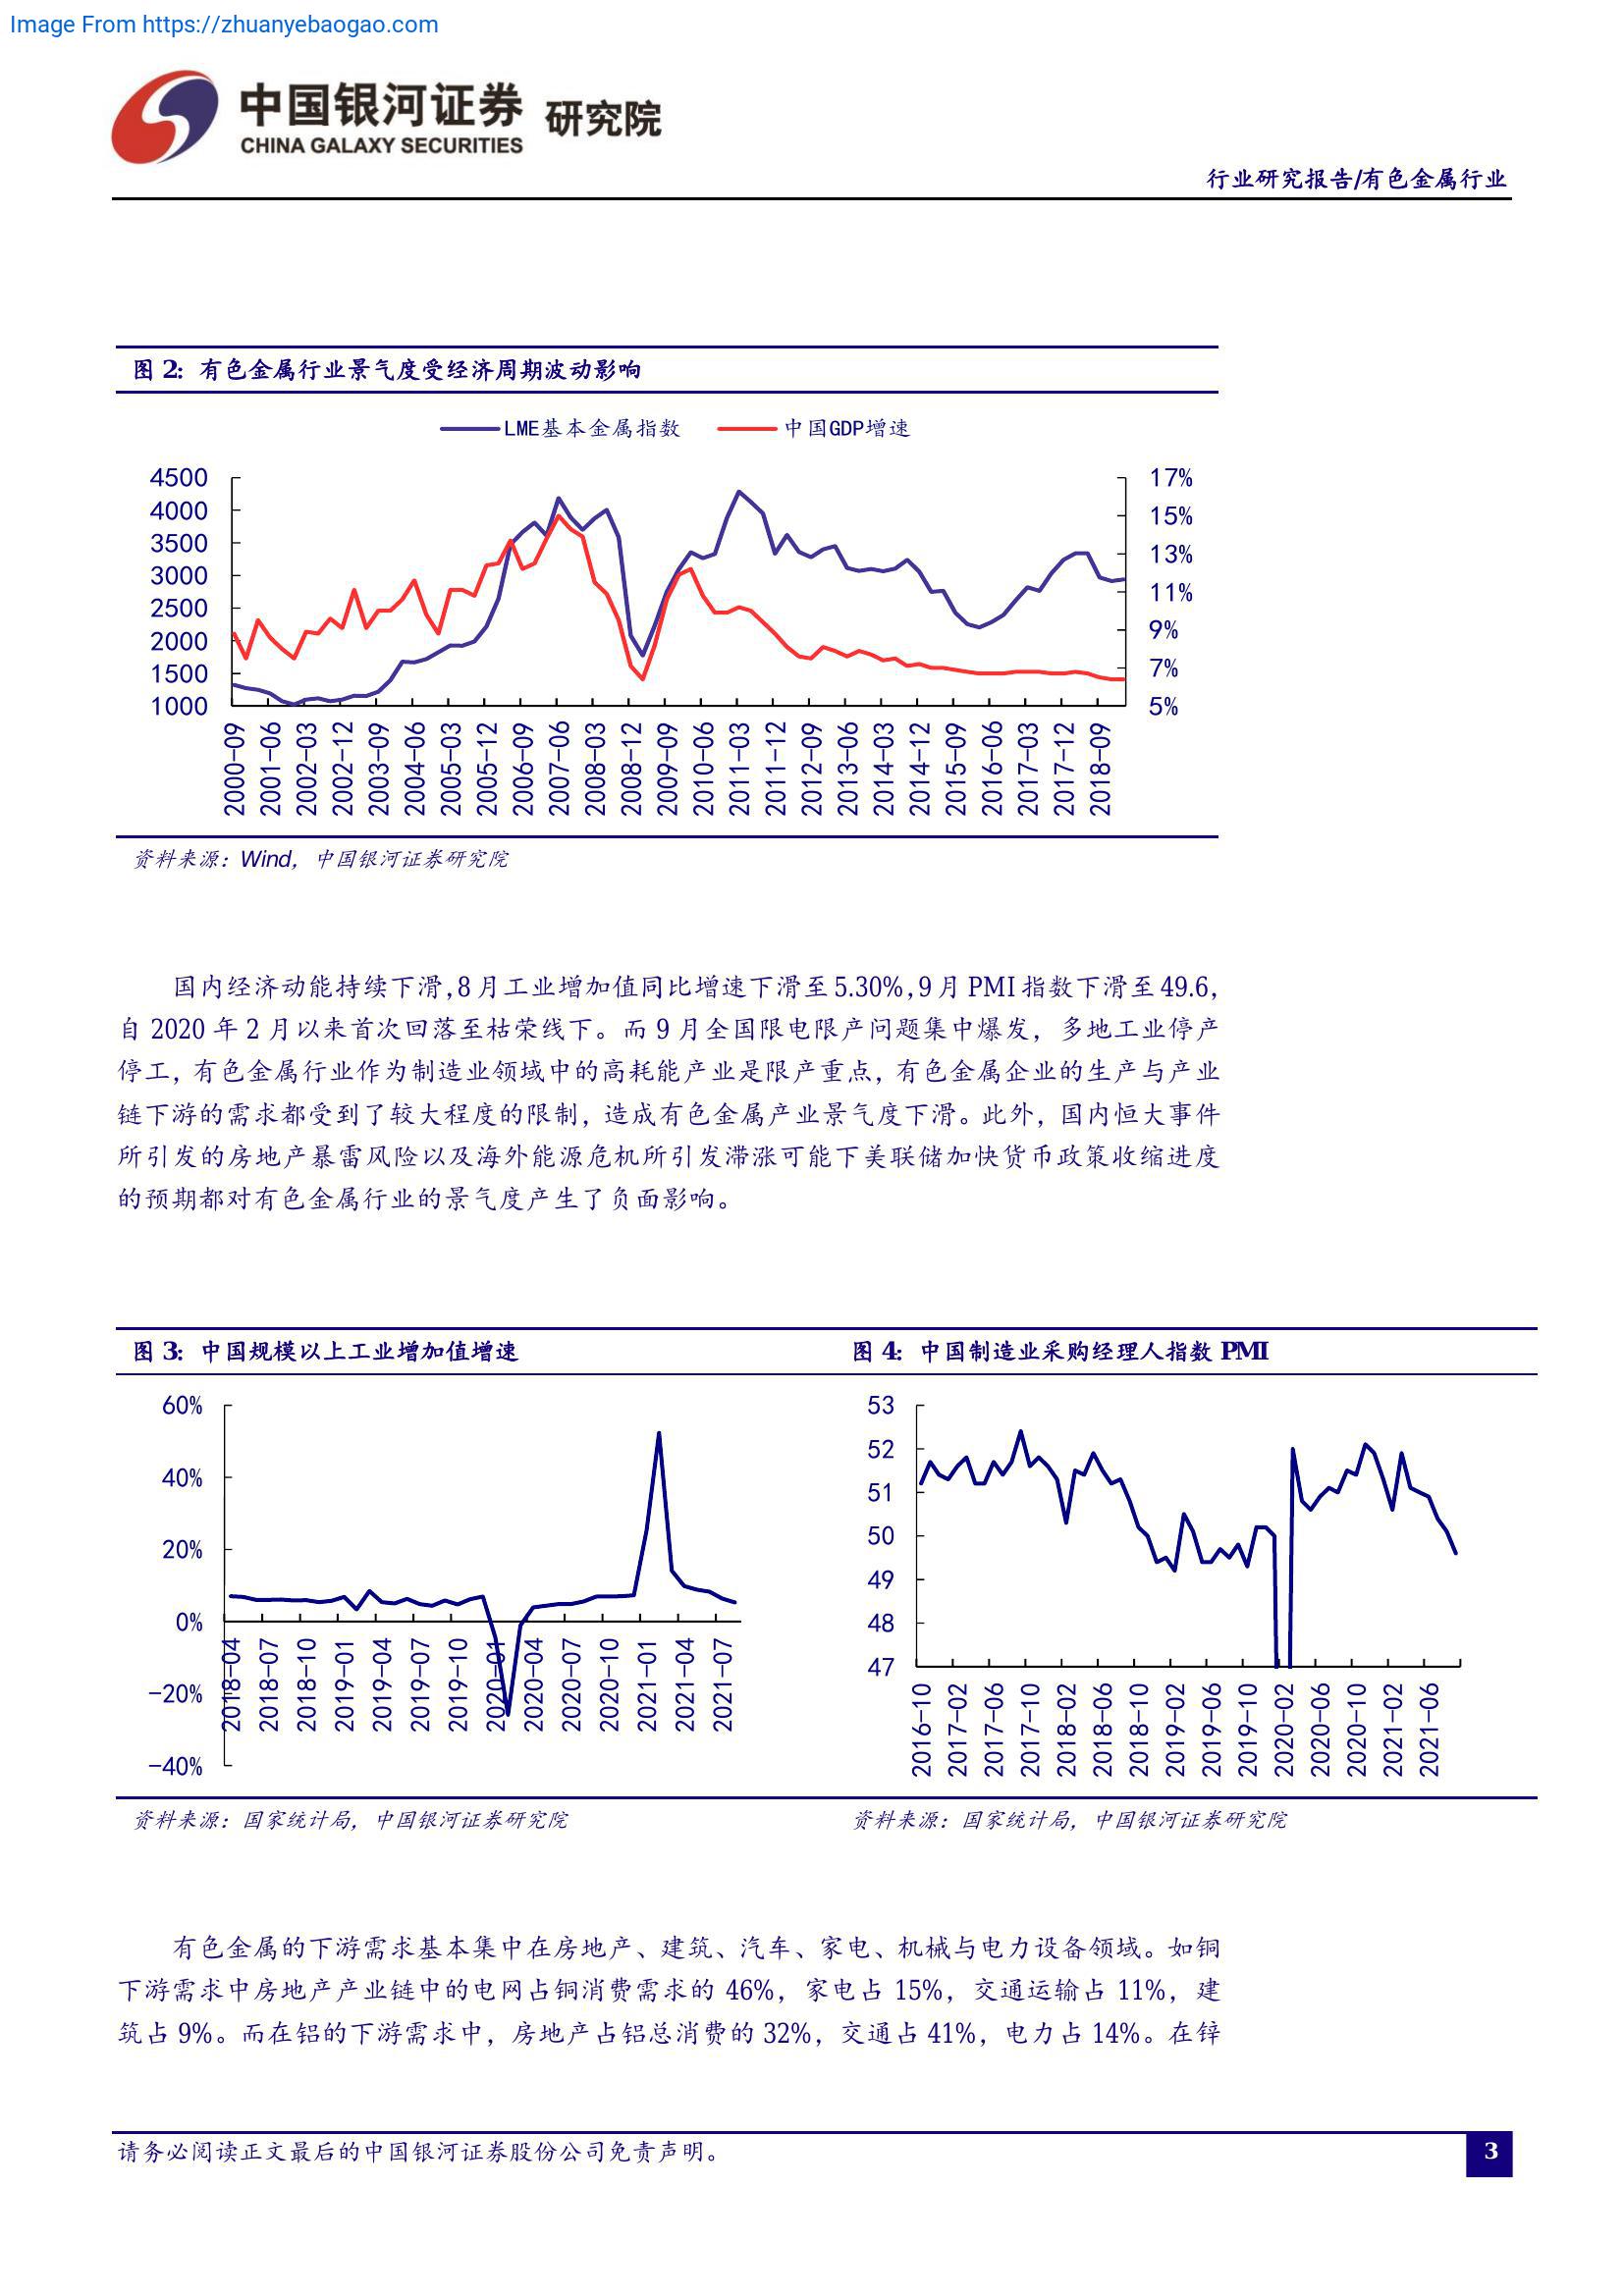 Image From https://zhuanyebaogao.com
中国银河证券 研究院
CHINA GALAXY SECURITIES
行业研究报告/有色金属行业
图 2: 有色金属行业景气度受经济周期波动影响
LME基本金属指数 中国GDP增速
4500 17%
4000 15%
3500 13%
3000 11%
2500 9%
2000 7%
1500 5%
1000
2000-09 2001-06 2002-03 2002-12 2003-09 2004-06 2005-03 2005-12 2006-09 2007-06 2008-03 2008-12 2009-09 2010-06 2011-03 2011-12 2012-09 2013-06 2014-03 2014-12 2015-09 2016-06 2017-03 2017-12 2018-09
资料来源: Wind, 中国银河证券研究院
国内经济动能持续下滑,8 月工业增加值同比增速下滑至 5.30%,9 月 PMI 指数下滑至 49.6,
自 2020 年 2 月以来首次回落至枯荣线下。而 9 月全国限电限产问题集中爆发，多地工业停产
停工，有色金属行业作为制造业领域中的高耗能产业是限产重点，有色金属企业的生产与产业
链下游的需求都受到了较大程度的限制，造成有色金属产业景气度下滑。此外，国内恒大事件
所引发的房地产暴雷风险以及海外能源危机所引发滞涨可能下美联储加快货币政策收缩进度
的预期都对有色金属行业的景气度产生了负面影响。
图 3: 中国规模以上工业增加值增速
60%
40%
20%
0%
-20%
-40%
2018-04 2018-07 2018-10 2019-01 2019-04 2019-07 2019-10 2020-01 2020-04 2020-07 2020-10 2021-01 2021-04 2021-07
资料来源: 国家统计局, 中国银河证券研究院
图 4: 中国制造业采购经理人指数 PMI
53
52
51
50
49
48
47
2016-10 2017-02 2017-06 2017-10 2018-02 2018-06 2018-10 2019-02 2019-06 2019-10 2020-02 2020-06 2020-10 2021-02 2021-06
资料来源: 国家统计局, 中国银河证券研究院
有色金属的下游需求基本集中在房地产、建筑、汽车、家电、机械与电力设备领域。如铜
下游需求中房地产产业链中的电网占铜消费需求的 46%，家电占 15%，交通运输占 11%，建
筑占 9%。而在铝的下游需求中，房地产占铝总消费的 32%，交通占 41%，电力占 14%。在锌
请务必阅读正文最后的中国银河证券股份公司免责声明。
3